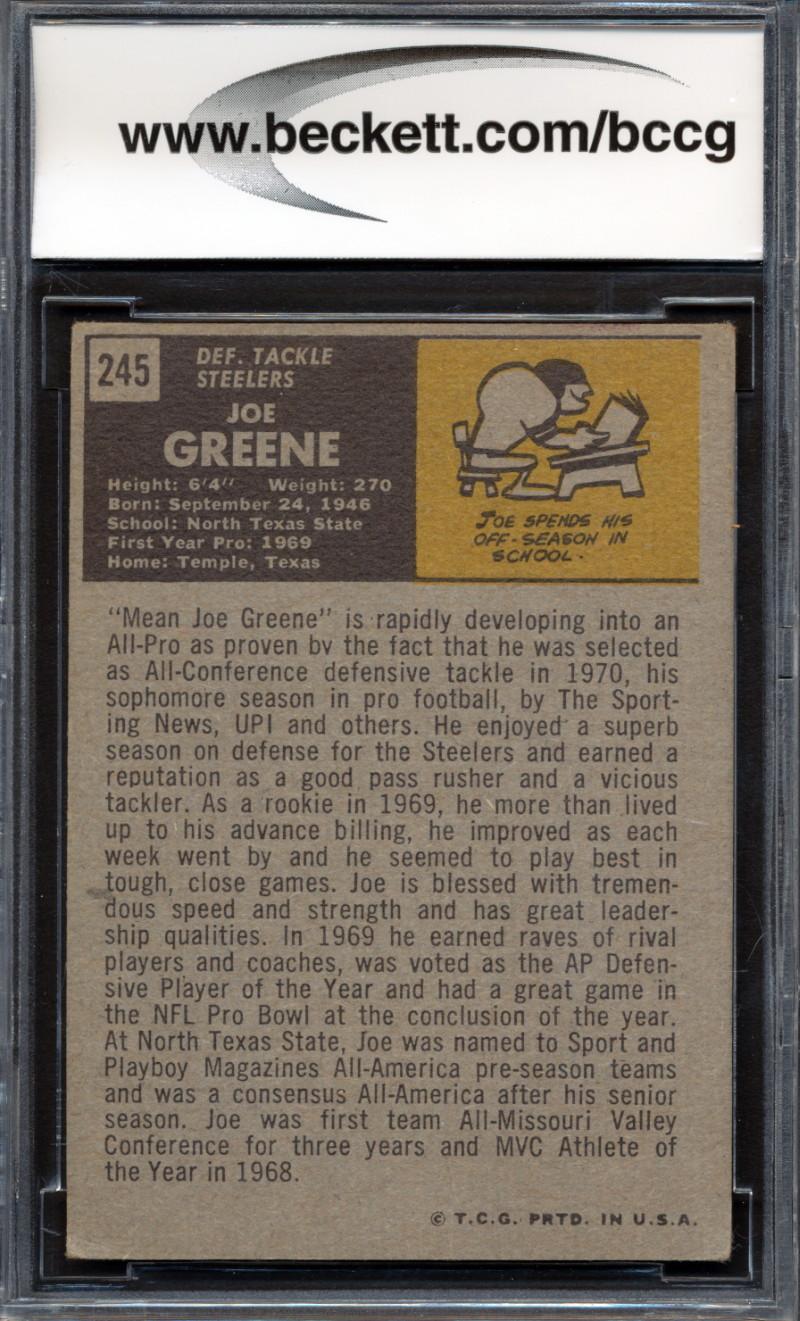 www.beckett.com/bccg
245
DEF. TACKLE
STEELERS
JOE
GREENE
Height: 6'4" Weight: 270
Born: September 24, 1946
School: North Texas State
First Year Pro: 1969
Home: Temple, Texas
JOE SPENDS HIS
OFF-SEASON IN
SCHOOL.
"Mean Joe Greene" is rapidly developing into an
All-Pro as proven bv the fact that he was selected
as All-Conference defensive tackle in 1970, his
sophomore season in pro football, by The Sport-
ing News, UPI and others. He enjoyed a superb
season on defense for the Steelers and earned a
reputation as a good pass rusher and a vicious
tackler. As a rookie in 1969, he more than lived
up to his advance billing, he improved as each
week went by and he seemed to play best in
tough, close games. Joe is blessed with tremen-
dous speed and strength and has great leader-
ship qualities. In 1969 he earned raves of rival
players and coaches, was voted as the AP Defen-
sive Player of the Year and had a great game in
the NFL Pro Bowl at the conclusion of the year.
At North Texas State, Joe was named to Sport and
Playboy Magazines All-America pre-season teams
and was a consensus All-America after his senior
season. Joe was first team All-Missouri Valley
Conference for three years and MVC Athlete of
the Year in 1968.
© T.C.G. PRTD. IN U.S.A.